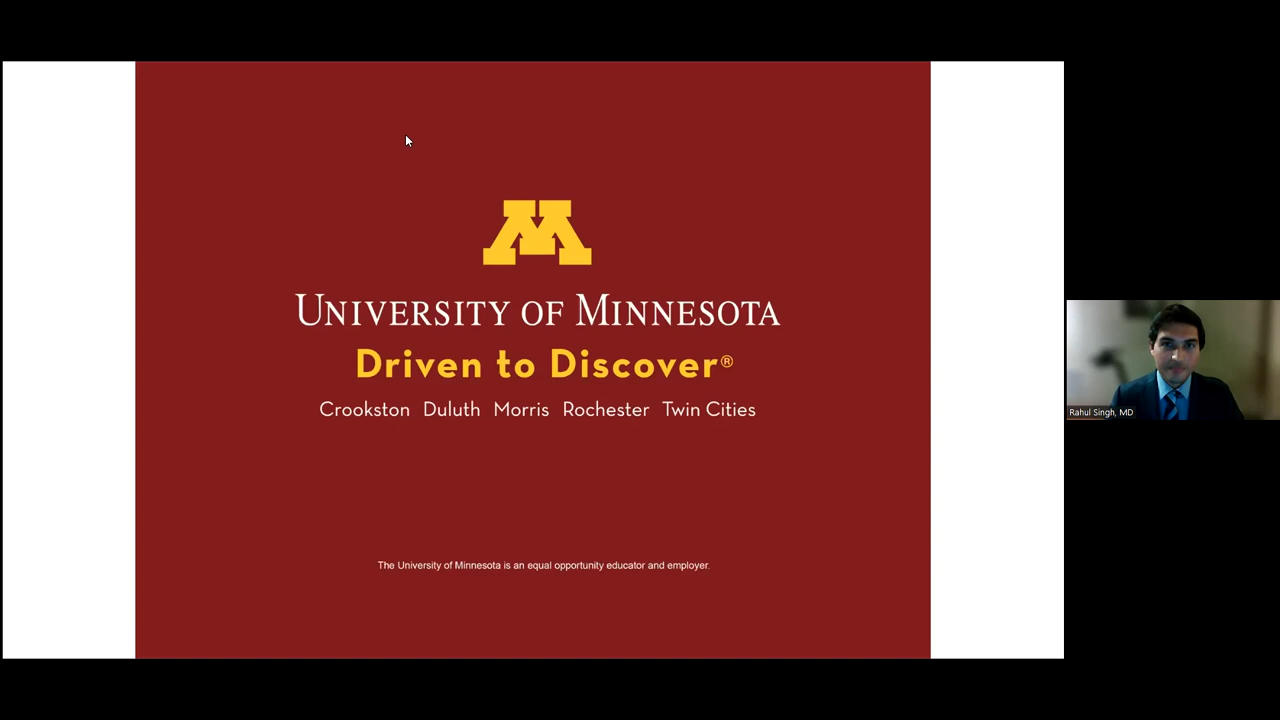 M
University of Minnesota
Driven to Discover®
Crookston Duluth Morris Rochester Twin Cities
The University of Minnesota is an equal opportunity educator and employer.
Rahul Singh, MD